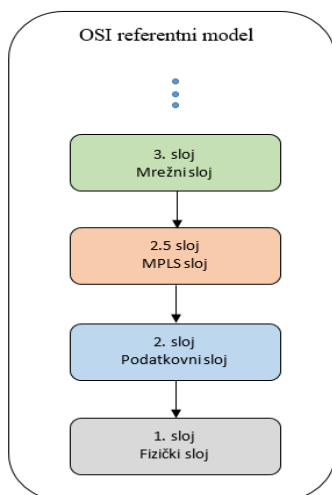 OSI referentni model
3. sloj
Mrežni sloj
2.5 sloj
MPLS sloj
2. sloj
Podatkovni sloj
1. sloj
Fizički sloj